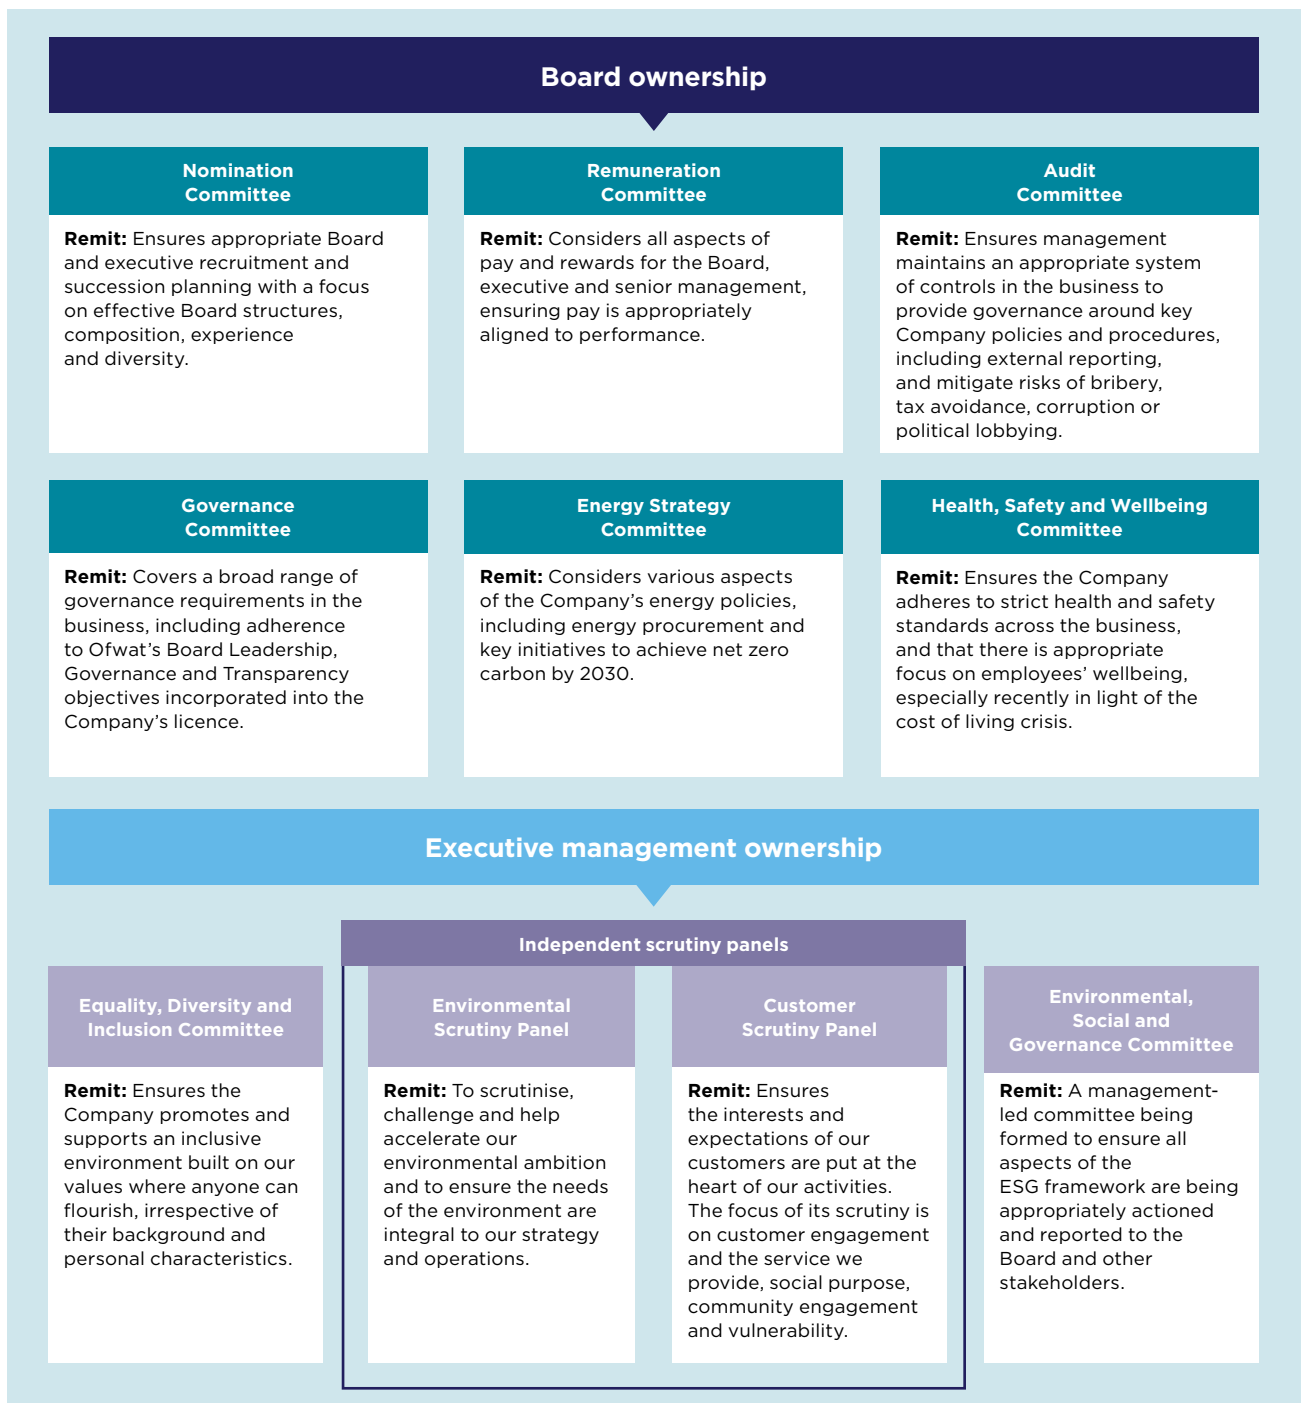 Board ownership
Nomination
Committee
Remit: Ensures appropriate Board
and executive recruitment and
succession planning with a focus
on effective Board structures,
composition, experience
and diversity.
Remuneration
Committee
Remit: Considers all aspects of
pay and rewards for the Board,
executive and senior management,
ensuring pay is appropriately
aligned to performance.
Audit
Committee
Remit: Ensures management
maintains an appropriate system
of controls in the business to
provide governance around key
Company policies and procedures,
including external reporting,
and mitigate risks of bribery,
tax avoidance, corruption or
political lobbying.
Governance
Committee
Remit: Covers a broad range of
governance requirements in the
business, including adherence
to Ofwat’s Board Leadership,
Governance and Transparency
objectives incorporated into the
Company’s licence.
Energy Strategy
Committee
Remit: Considers various aspects
of the Company’s energy policies,
including energy procurement and
key initiatives to achieve net zero
carbon by 2030.
Health, Safety and Wellbeing
Committee
Remit: Ensures the Company
adheres to strict health and safety
standards across the business,
and that there is appropriate
focus on employees’ wellbeing,
especially recently in light of the
cost of living crisis.
Executive management ownership
Independent scrutiny panels
Equality, Diversity and
Inclusion Committee
Remit: Ensures the
Company promotes and
supports an inclusive
environment built on our
values where anyone can
flourish, irrespective of
their background and
personal characteristics.
Environmental
Scrutiny Panel
Remit: To scrutinise,
challenge and help
accelerate our
environmental ambition
and to ensure the needs
of the environment are
integral to our strategy
and operations.
Customer
Scrutiny Panel
Remit: Ensures
the interests and
expectations of our
customers are put at the
heart of our activities.
The focus of its scrutiny is
on customer engagement
and the service we
provide, social purpose,
community engagement
and vulnerability.
Environmental,
Social and
Governance Committee
Remit: A management-
led committee being
formed to ensure all
aspects of the
ESG framework are being
appropriately actioned
and reported to the
Board and other
stakeholders.